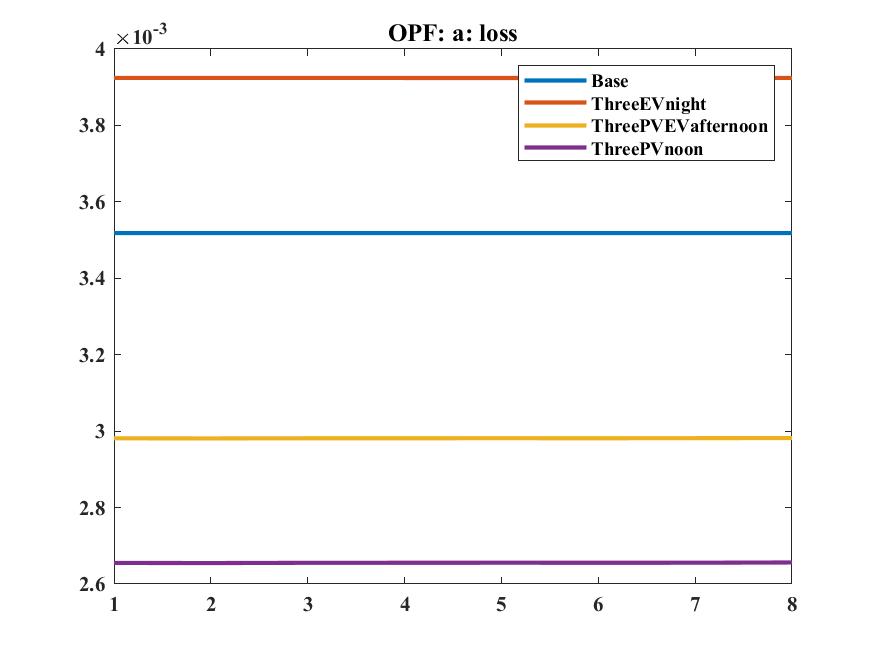 OPF: a: loss
×10-3
4
3.8
3.6
3.4
3.2
3
2.8
2.6
1 2 3 4 5 6 7 8
Base
ThreeEVnight
ThreePVEVafternoon
ThreePVnoon